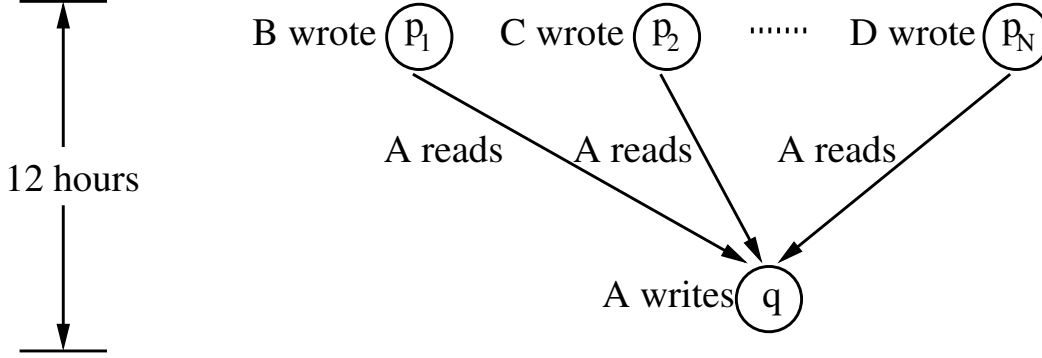 B wrote p1 C wrote p2 ........ D wrote pN
A reads A reads A reads
12 hours
A writes q